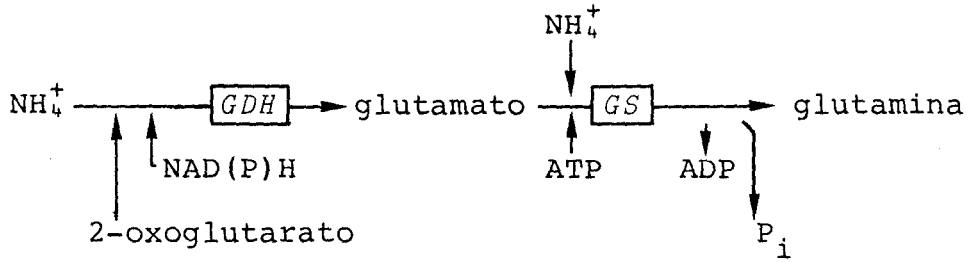 NH₄⁺
NH₄⁺ GDH glutamato GS glutamina
NAD(P)H ATP ADP
2-oxoglutarato Pi